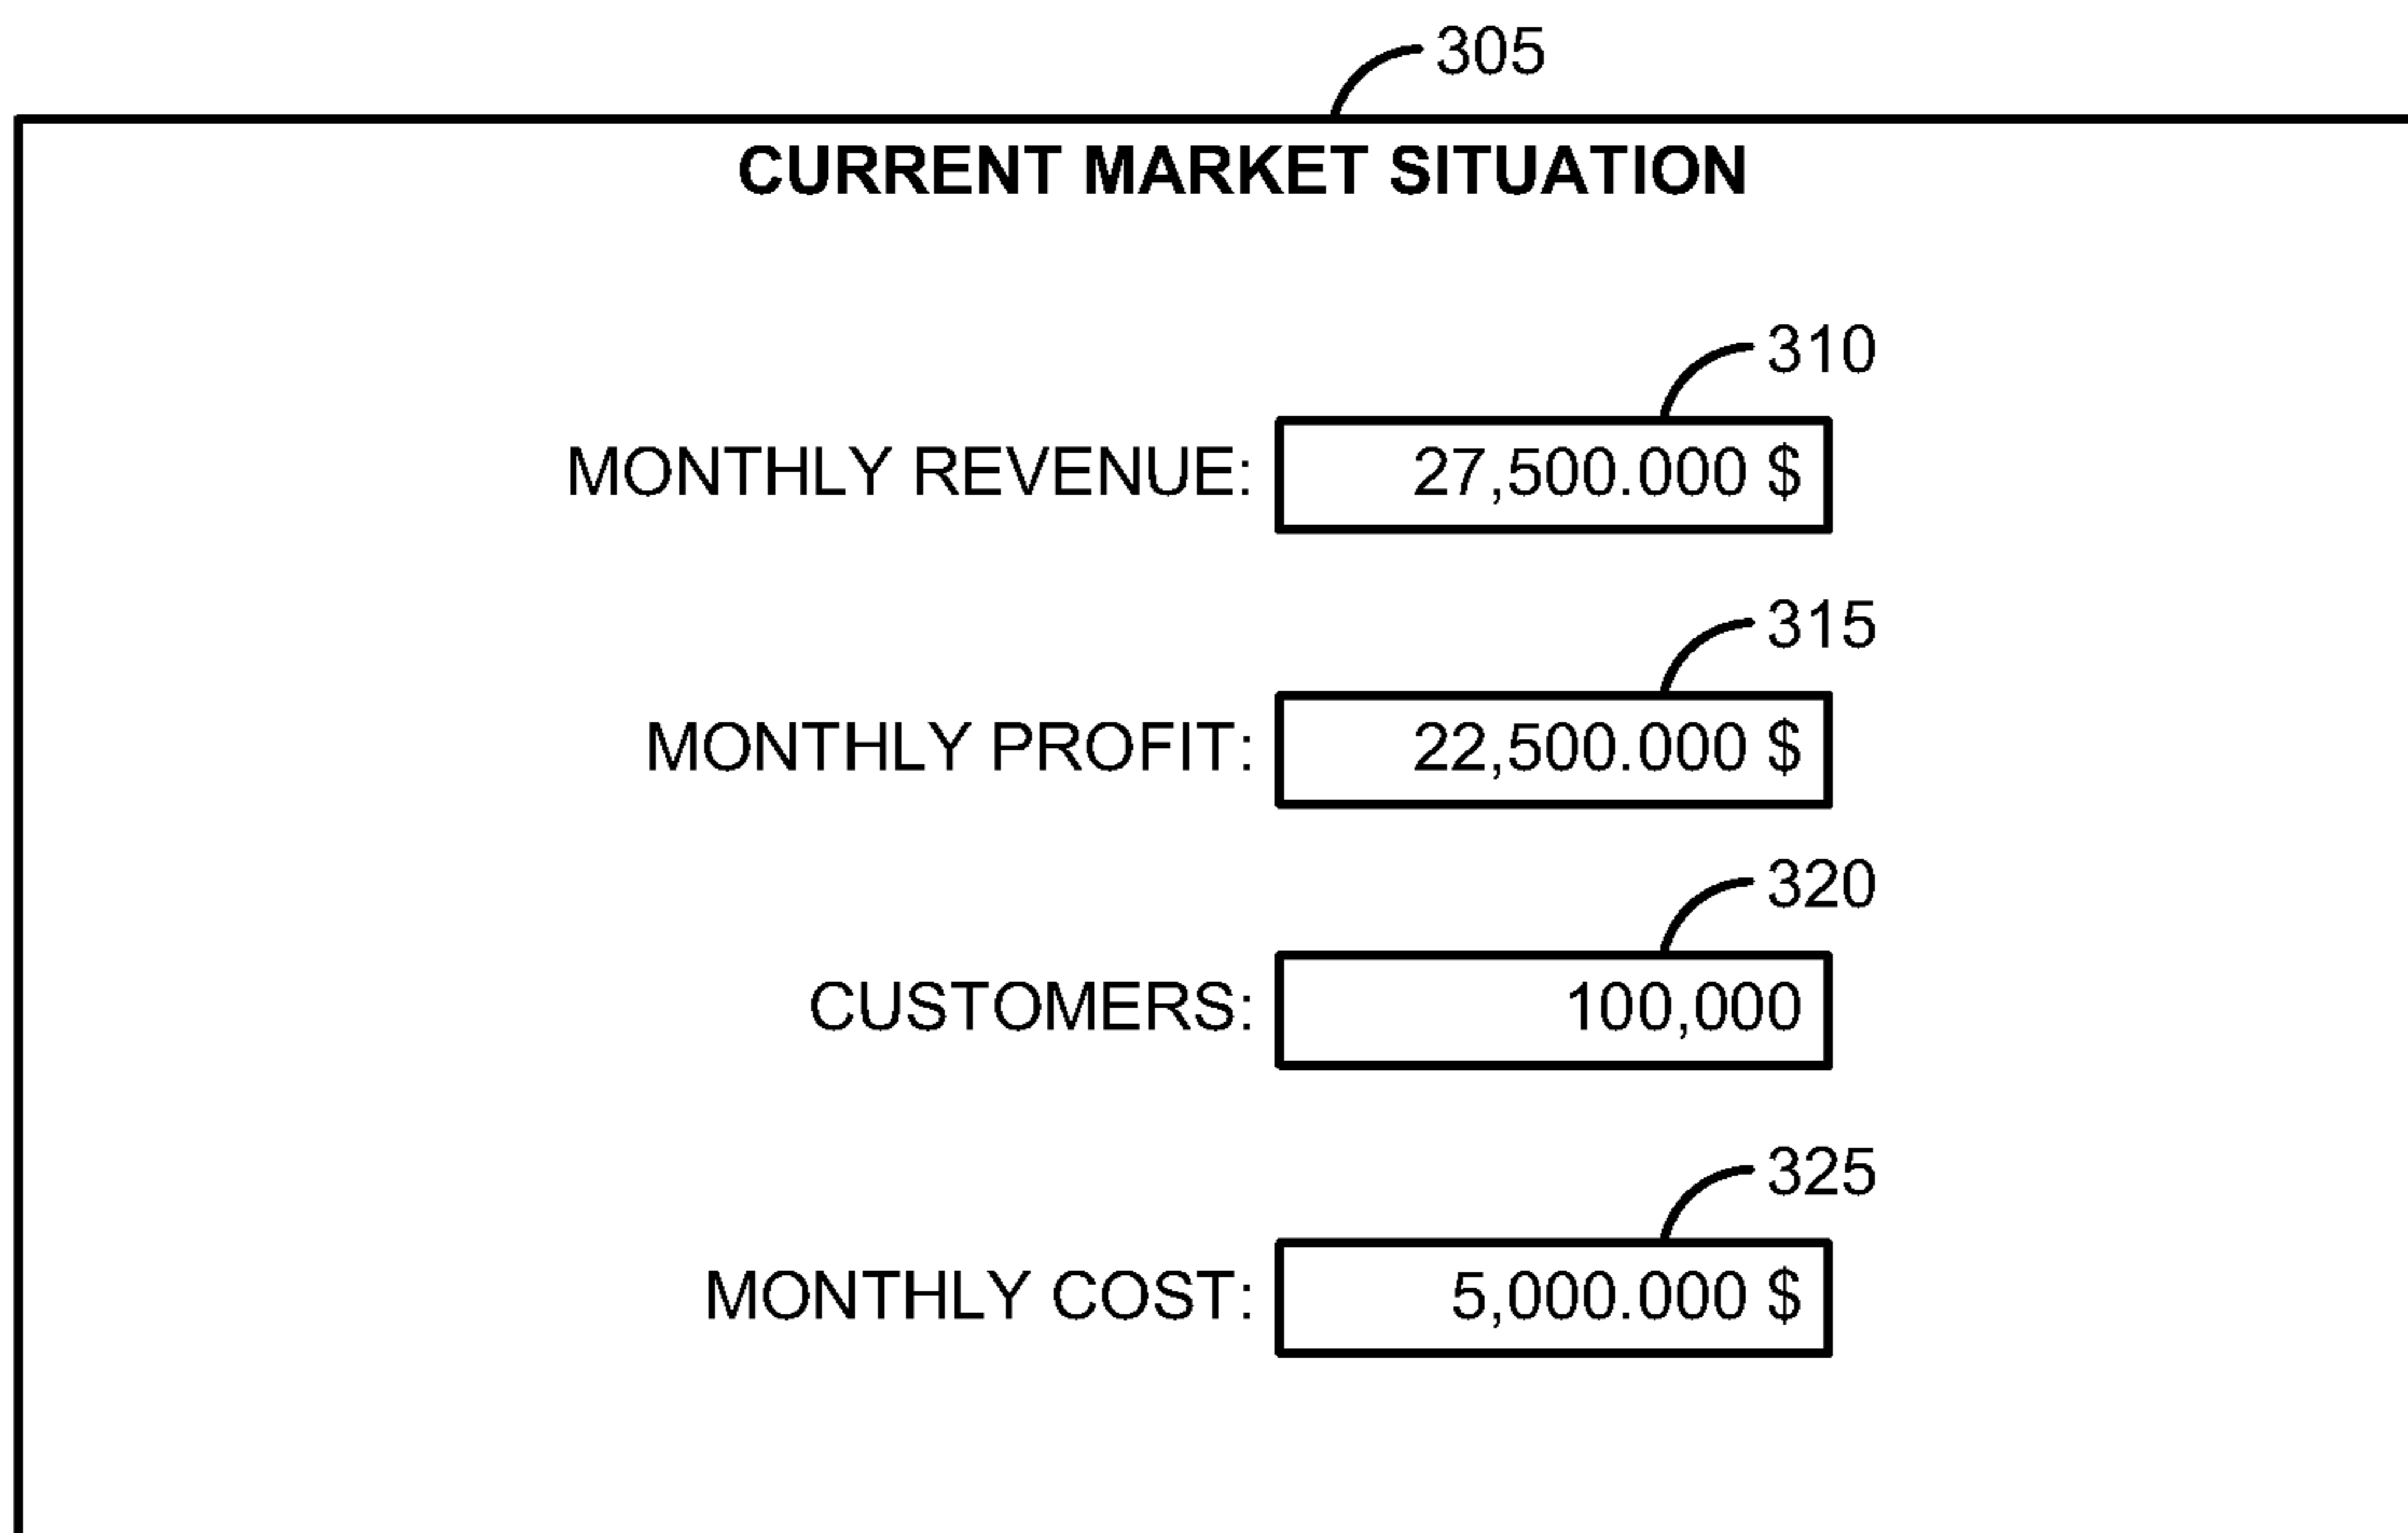 305
CURRENT MARKET SITUATION
310
MONTHLY REVENUE: 27,500.000 $
315
MONTHLY PROFIT: 22,500.000 $
320
CUSTOMERS: 100,000
325
MONTHLY COST: 5,000.000 $